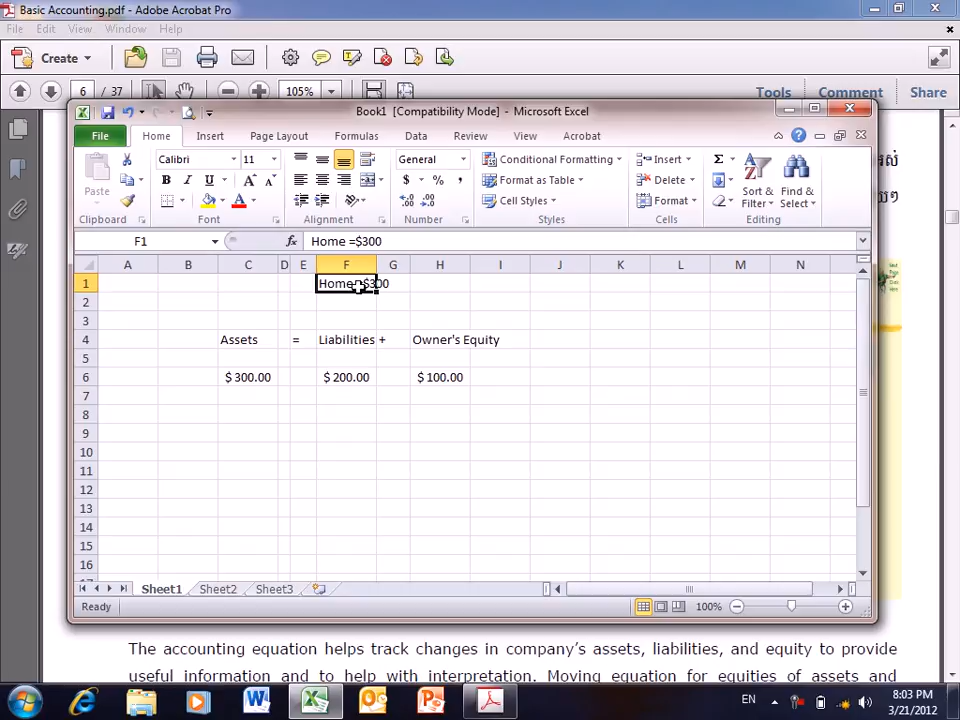 Basic Accounting.pdf - Adobe Acrobat Pro
File Edit View Window Help
Create
6 / 37 105% Tools Comment Share
Book1 [Compatibility Mode] - Microsoft Excel
File Home Insert Page Layout Formulas Data Review View Acrobat
Paste Calibri 11 General Conditional Formatting Insert
B I U $ % , Format as Table Delete Sort & Filter Find & Select
Cell Styles Format
Clipboard Font Alignment Number Styles Cells Editing
F1 fx Home =$300
A B C D E F G H I J K L M N
1 Home =$300
2
3
4 Assets = Liabilities + Owner's Equity
5
6 $ 300.00 $ 200.00 $ 100.00
7
8
9
10
11
12
13
14
15
16
Sheet1 Sheet2 Sheet3
Ready 100%
The accounting equation helps track changes in company's assets, liabilities, and equity to provide
useful information and to help with interpretation. Moving equation for equities of assets and
EN 8:03 PM
3/21/2012